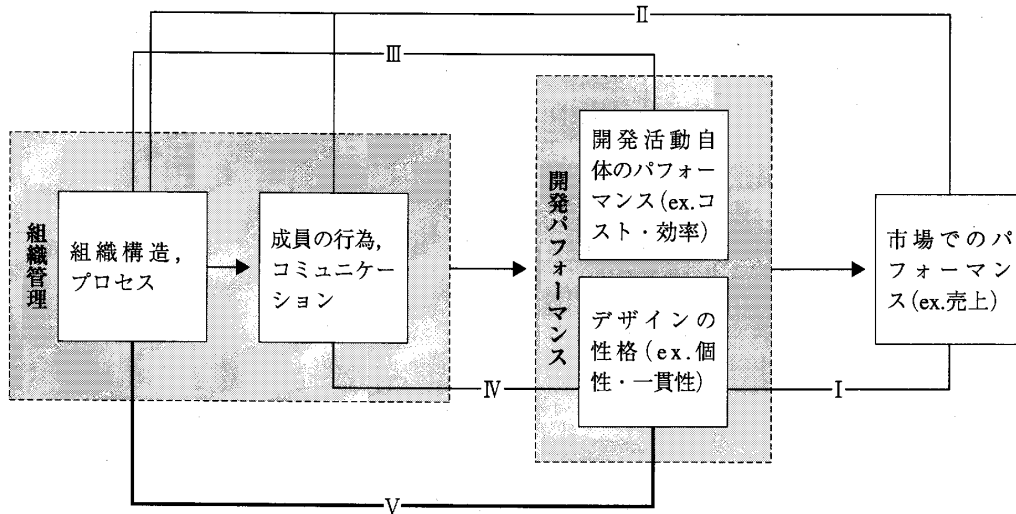 Ⅱ
Ⅲ
組織管理
組織構造,
プロセス
成員の行為,
コミュニケー
ション
開発パフォーマンス
開発活動自
体のパフォー
マンス(ex.コ
スト・効率)
デザインの
性格(ex.個
性・一貫性)
市場でのパ
フォーマン
ス(ex.売上)
Ⅳ
Ⅰ
Ⅴ